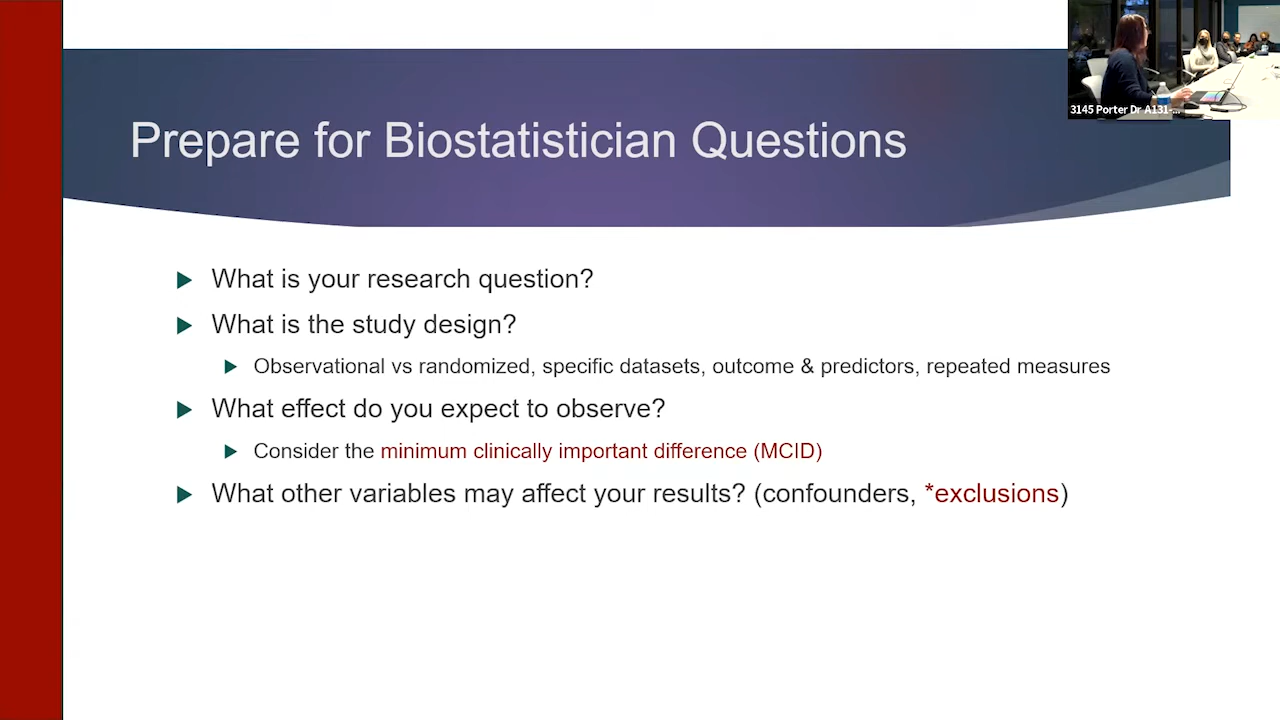 3145 Porter Dr A131-...
Prepare for Biostatistician Questions
What is your research question?
What is the study design?
Observational vs randomized, specific datasets, outcome & predictors, repeated measures
What effect do you expect to observe?
Consider the minimum clinically important difference (MCID)
What other variables may affect your results? (confounders, *exclusions)